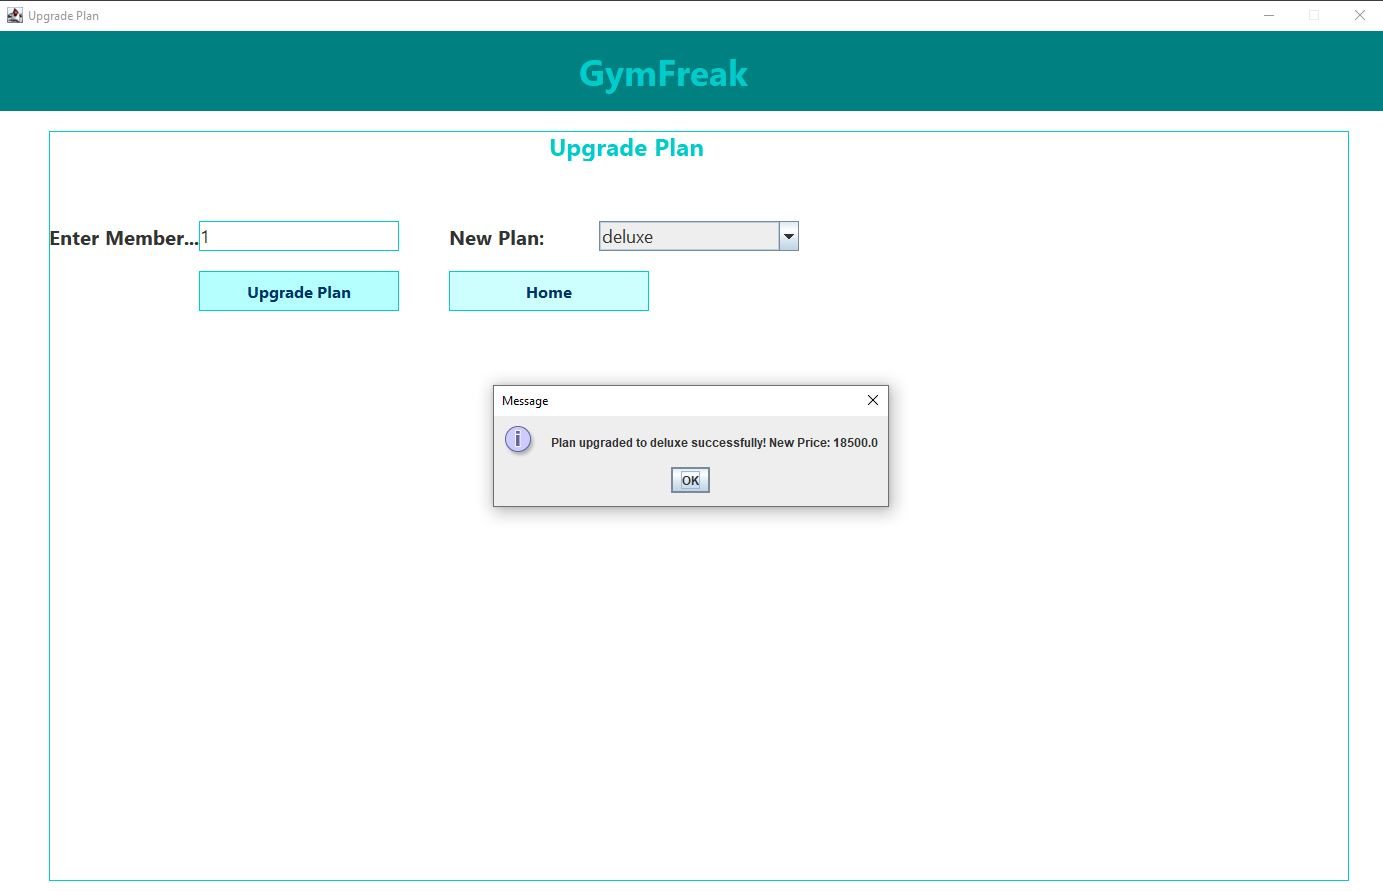 Upgrade Plan
GymFreak
Upgrade Plan
Enter Member... 1 New Plan: deluxe
Upgrade Plan Home
Message
Plan upgraded to deluxe successfully! New Price: 18500.0
OK